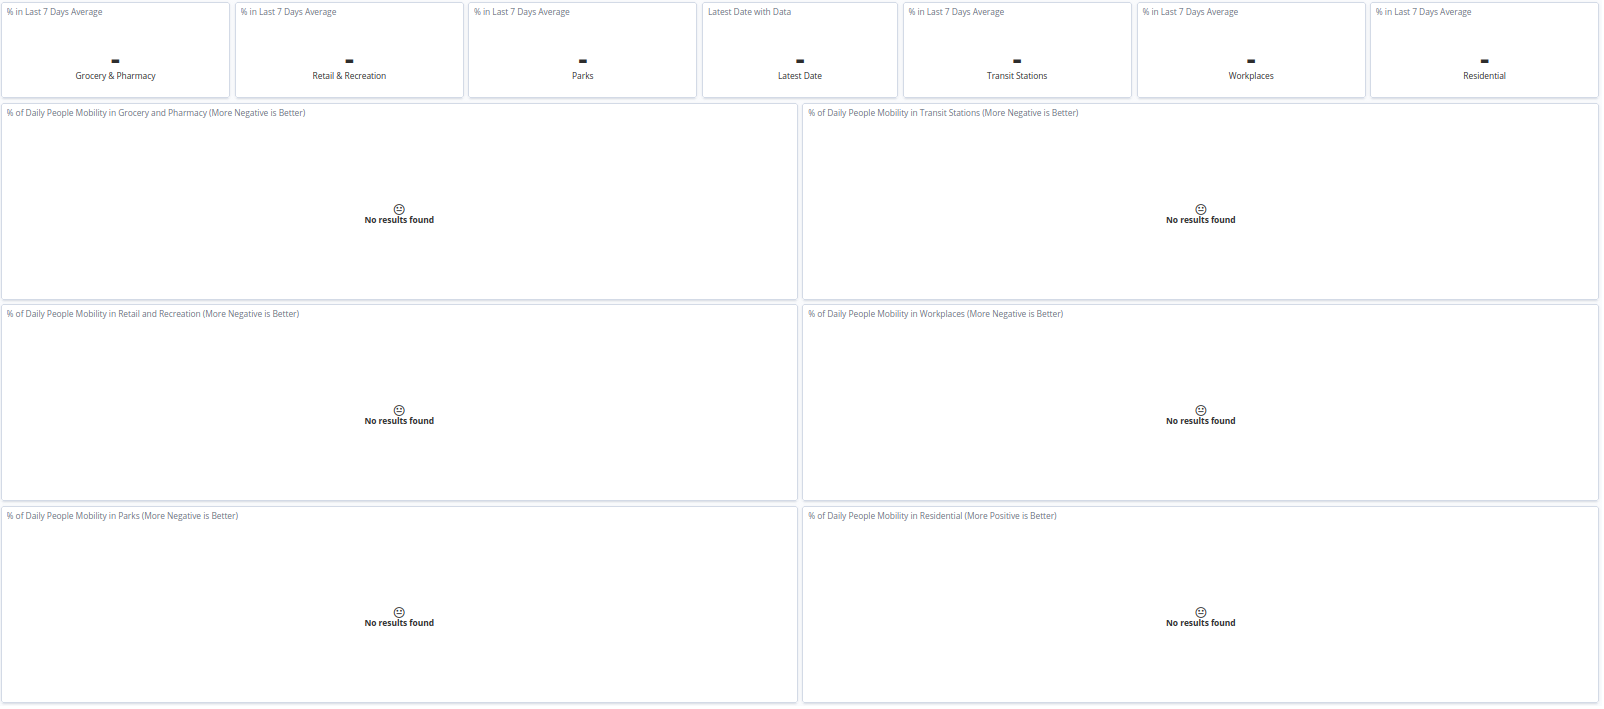 % in Last 7 Days Average
-
Grocery & Pharmacy
% in Last 7 Days Average
-
Retail & Recreation
% in Last 7 Days Average
-
Parks
Latest Date with Data
-
Latest Date
% in Last 7 Days Average
-
Transit Stations
% in Last 7 Days Average
-
Workplaces
% in Last 7 Days Average
-
Residential
% of Daily People Mobility in Grocery and Pharmacy (More Negative is Better)
No results found
% of Daily People Mobility in Transit Stations (More Negative is Better)
No results found
% of Daily People Mobility in Retail and Recreation (More Negative is Better)
No results found
% of Daily People Mobility in Workplaces (More Negative is Better)
No results found
% of Daily People Mobility in Parks (More Negative is Better)
No results found
% of Daily People Mobility in Residential (More Positive is Better)
No results found